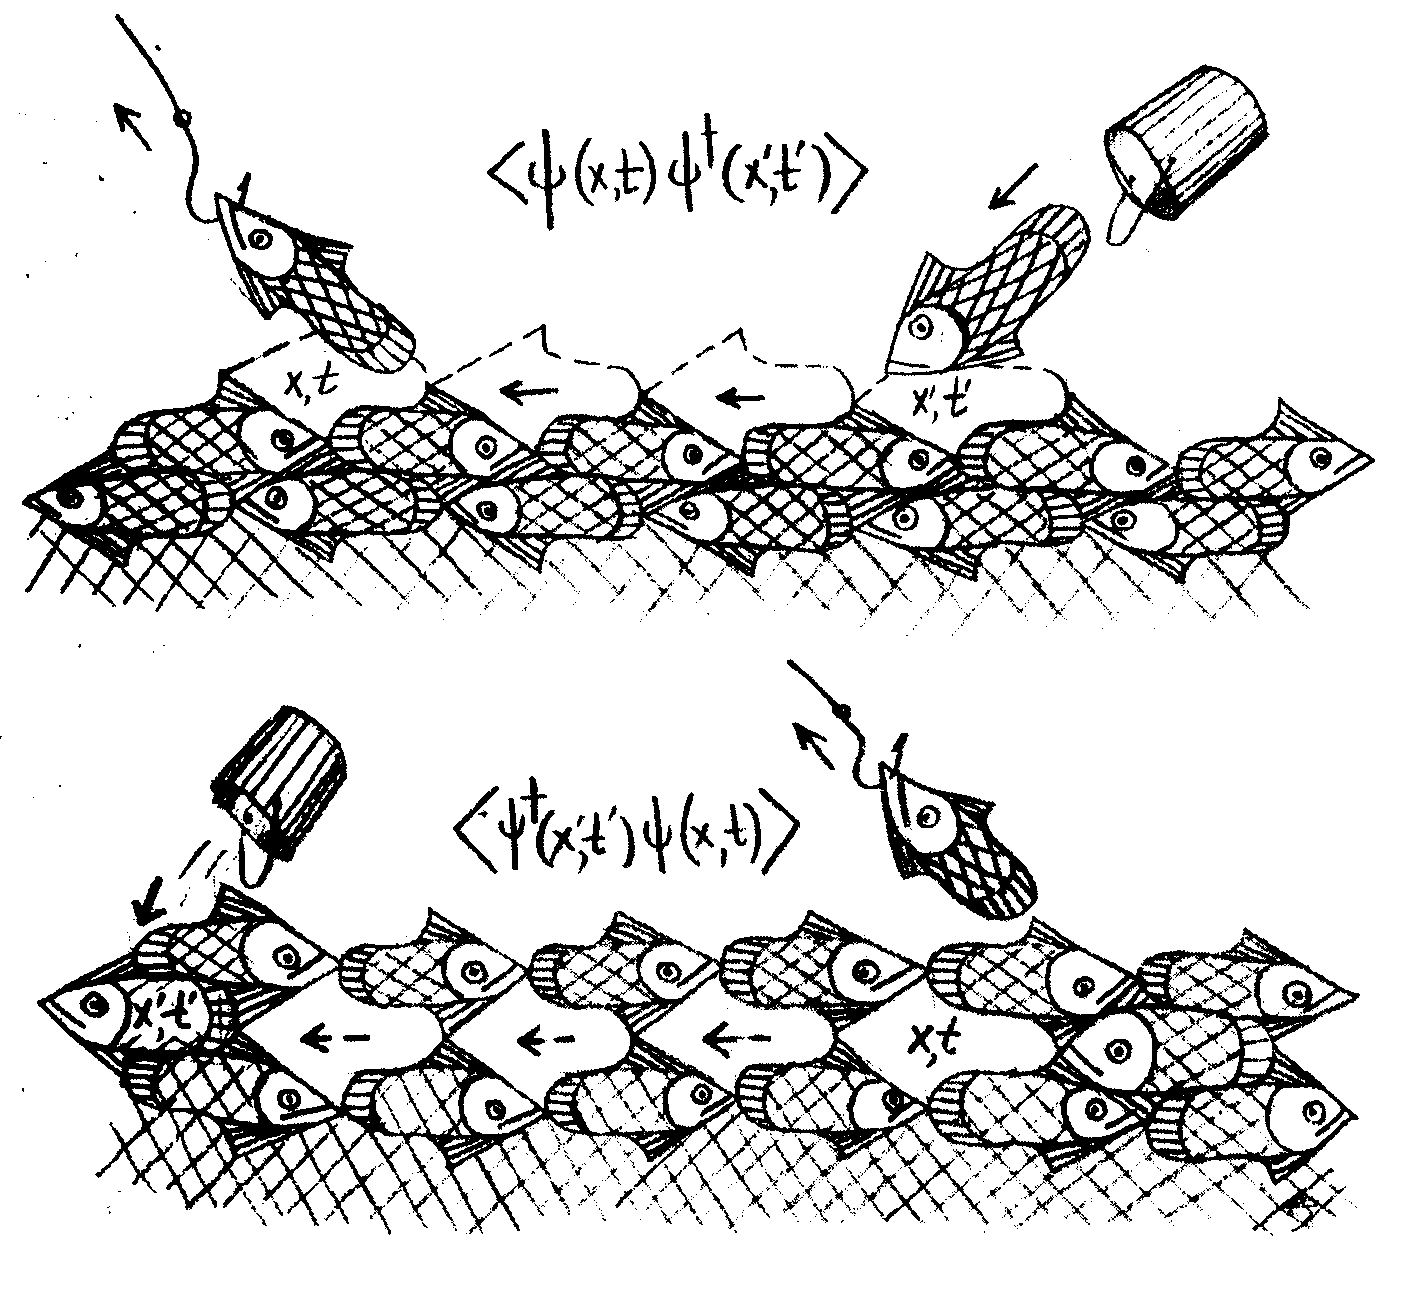 ⟨ψ(x,t) ψ†(x′,t′)⟩
x,t
x′,t′
⟨ψ†(x′,t′) ψ(x,t)⟩
x′,t′
x,t